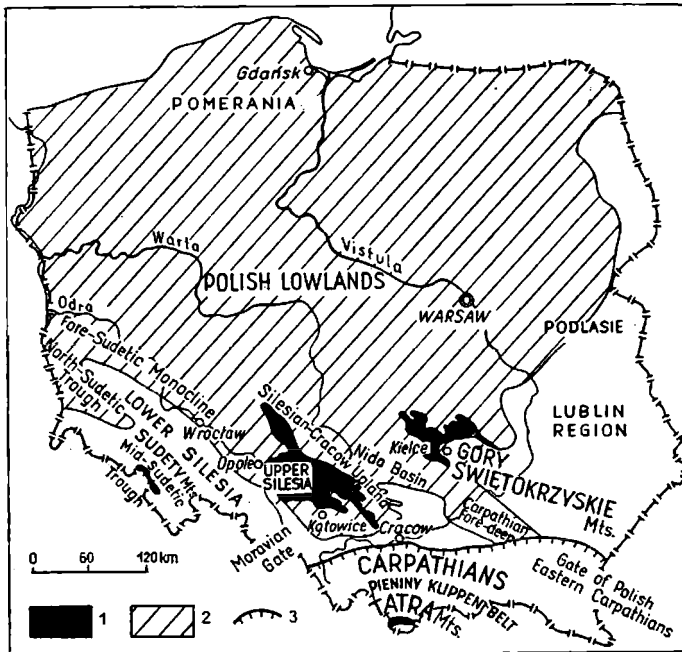 Gdańsk
POMERANIA
Warta
Vistula
POLISH LOWLANDS
WARSAW
PODLASIE
Odra
Fore-Sudetic Monocline
North-Sudetic
Trough
LOWER SILESIA
SUDETY Mts.
Mid-Sudetic
Trough
Wrocław
Silesian-Cracow Upland
Opole
UPPER
SILESIA
Nida Basin
Kielce
GÓRY
ŚWIĘTOKRZYSKIE
Mts.
LUBLIN
REGION
Katowice
Cracow
Carpathian
Fore-deep
Moravian
Gate
CARPATHIANS
PIENINY KLIPPEN BELT
TATRA Mts.
Gate of Polish
Eastern Carpathians
0 60 120 km
1 2 3